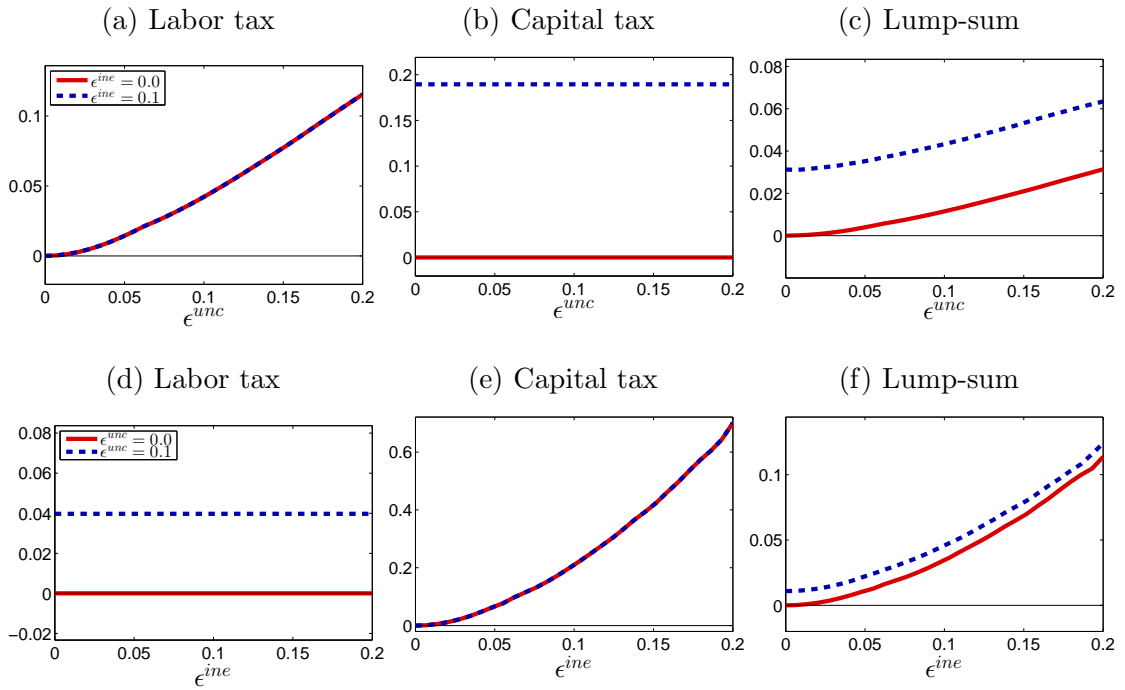 (a) Labor tax
(b) Capital tax
(c) Lump-sum
ϵ^{ine} = 0.0
ϵ^{ine} = 0.1
0.1
0.05
0
0 0.05 0.1 0.15 0.2
ϵ^{unc}
0.2
0.15
0.1
0.05
0
0 0.05 0.1 0.15 0.2
ϵ^{unc}
0.08
0.06
0.04
0.02
0
0 0.05 0.1 0.15 0.2
ϵ^{unc}
(d) Labor tax
(e) Capital tax
(f) Lump-sum
ϵ^{unc} = 0.0
ϵ^{unc} = 0.1
0.08
0.06
0.04
0.02
0
−0.02
0 0.05 0.1 0.15 0.2
ϵ^{ine}
0.6
0.4
0.2
0
0 0.05 0.1 0.15 0.2
ϵ^{ine}
0.1
0.05
0
0 0.05 0.1 0.15 0.2
ϵ^{ine}